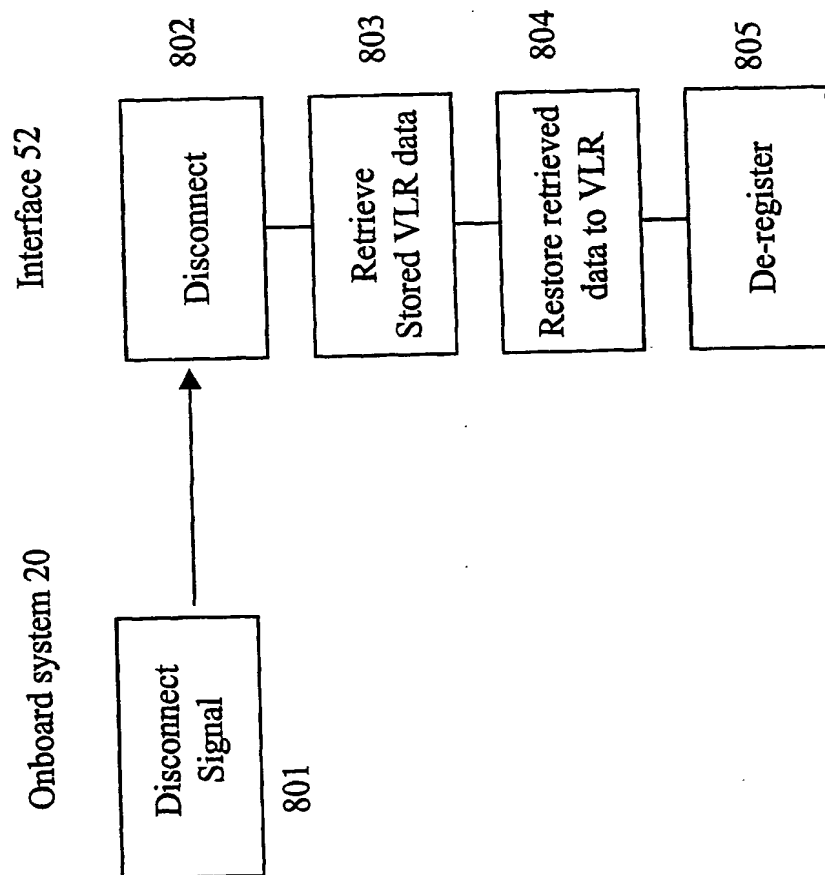 Onboard system 20
Interface 52
Disconnect
Signal
801
Disconnect
802
Retrieve
Stored VLR data
803
Restore retrieved
data to VLR
804
De-register
805